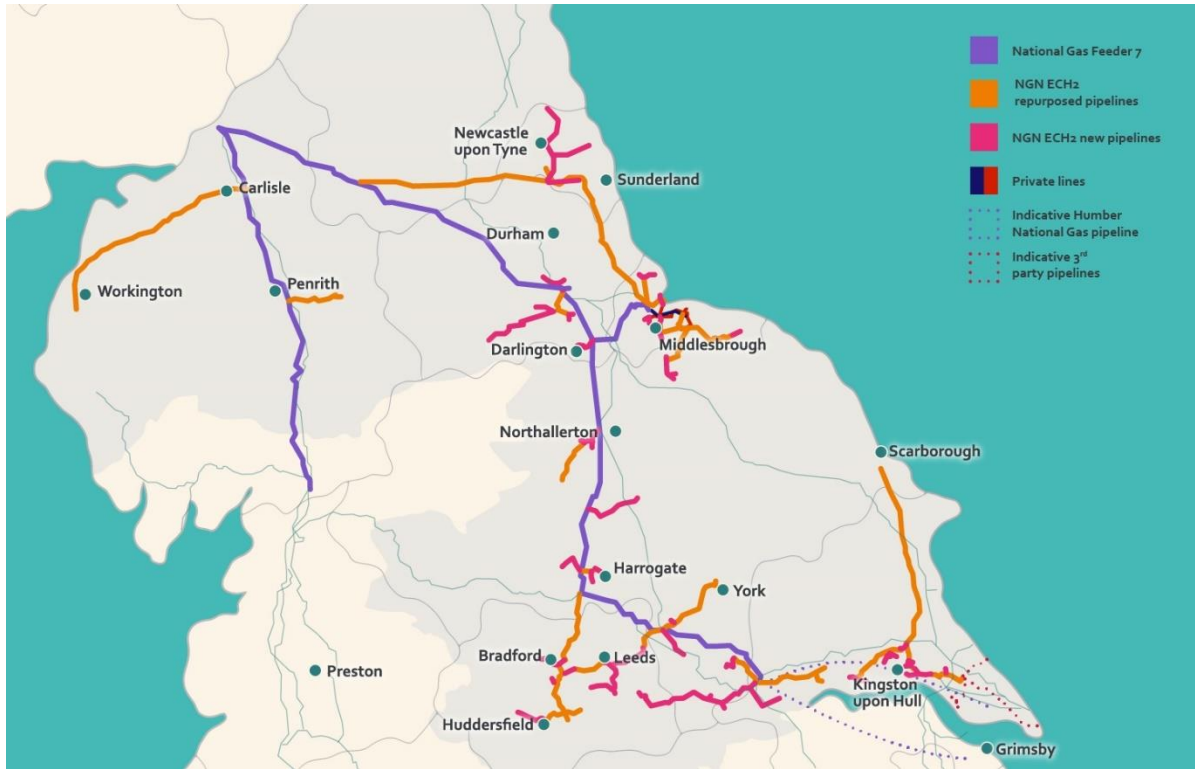 National Gas Feeder 7
NGN ECH2
repurposed pipelines
NGN ECH2 new pipelines
Private lines
Indicative Humber
National Gas pipeline
Indicative 3rd
party pipelines
Newcastle
upon Tyne
Sunderland
Carlisle
Durham
Workington
Penrith
Middlesbrough
Darlington
Northallerton
Scarborough
Harrogate
York
Bradford
Leeds
Preston
Kingston
upon Hull
Huddersfield
Grimsby